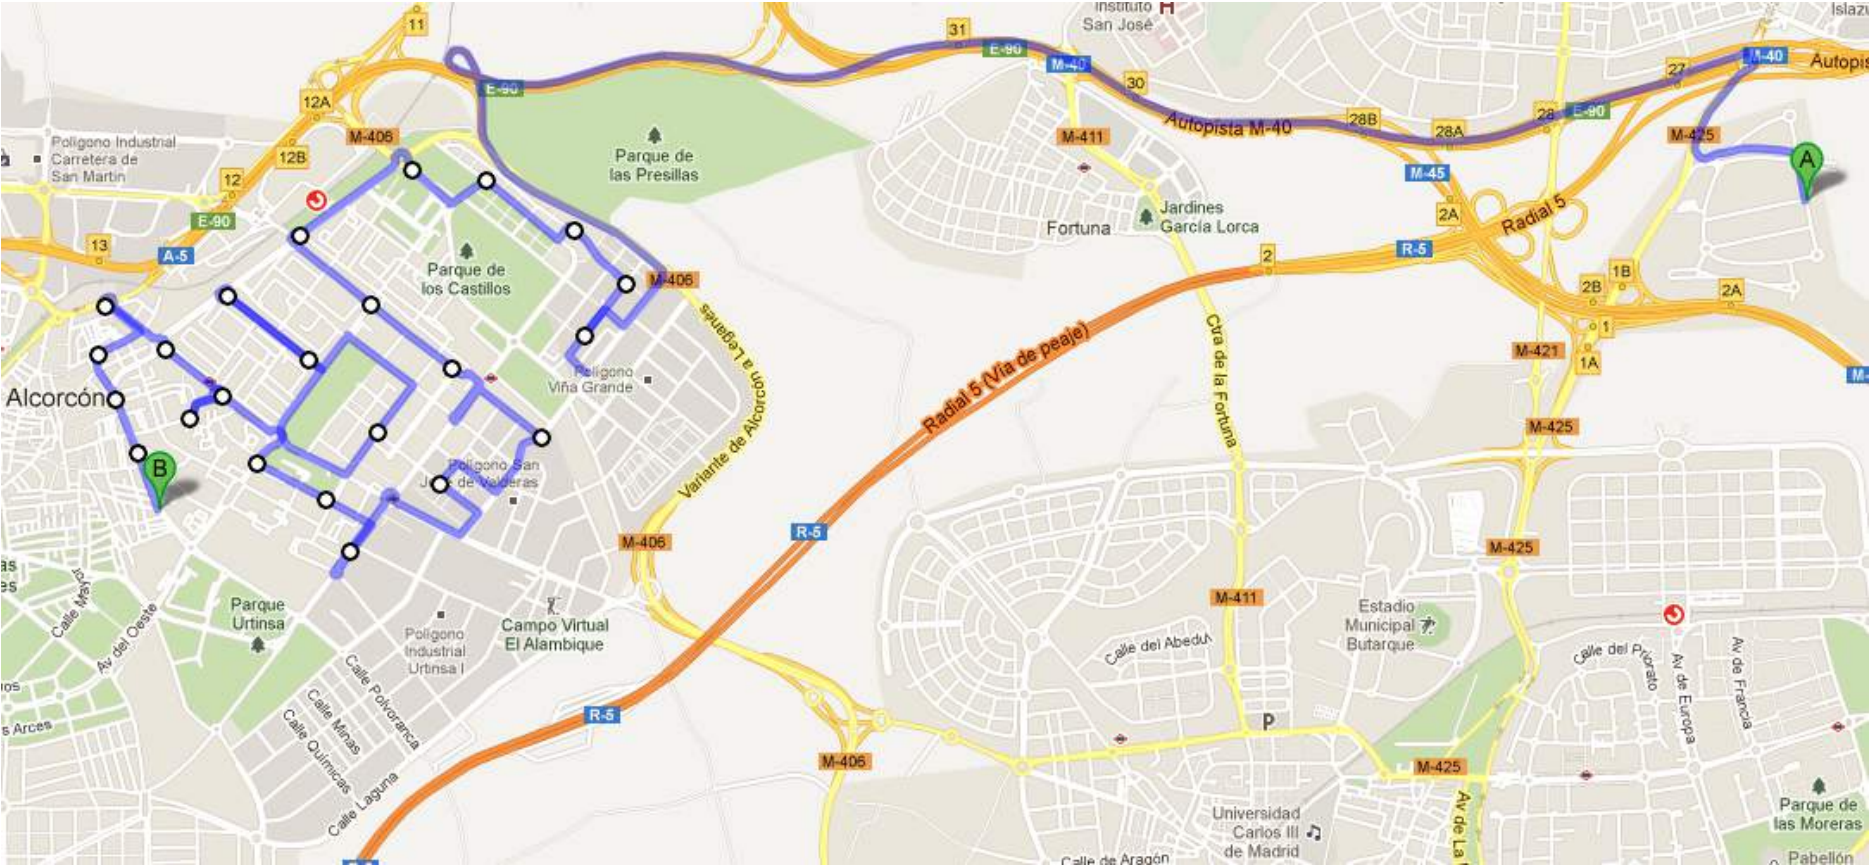 11
31
Instituto
San José
H
E-90
M-40
30
27
M-40
Autopis
Islazu
12A
E-90
M-406
12B
Polígono Industrial
Carretera de
San Martin
12
E-90
13
A-5
Parque de
las Presillas
M-411
Autopista M-40
28B
28A
28
E-90
M-425
A
M-45
2A
Radial 5
R-5
Fortuna
Jardines
García Lorca
2
1B
2B
2A
1
1A
M-421
M-
Parque de
los Castillos
M-406
Polígono
Viña Grande
Variante de Alcorcón a Leganés
Radial 5 (Vía de peaje)
Ctra de la Fortuna
M-425
Alcorcón
B
Polígono San
José de Valderas
R-5
M-406
M-425
M-411
Estadio
Municipal
Butarque
Calle Mayor
Av del Oeste
Parque
Urtinsa
Polígono
Industrial
Urtinsa I
Campo Virtual
El Alambique
Calle Polvoranca
Calle Minas
Calle Químicas
Calle Laguna
s Arces
R-5
P
M-406
Calle del Abedul
Calle del Priorato
Av de Europa
Av de Francia
M-425
Av de La
Universidad
Carlos III
de Madrid
Calle de Aragón
Parque de
las Moreras
Pabellón